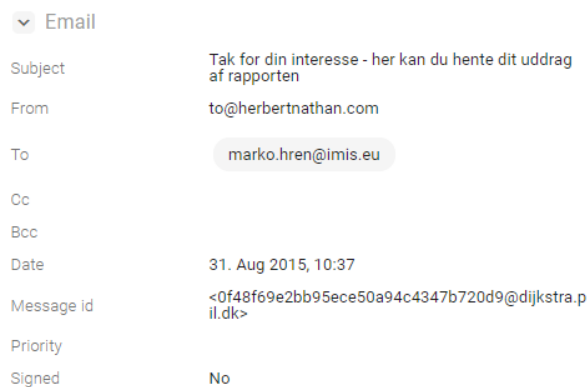 Email
Subject Tak for din interesse - her kan du hente dit uddrag
af rapporten
From to@herbertnathan.com
To marko.hren@imis.eu
Cc
Bcc
Date 31. Aug 2015, 10:37
Message id <0f48f69e2bb95ece50a94c4347b720d9@dijkstra.p
il.dk>
Priority
Signed No